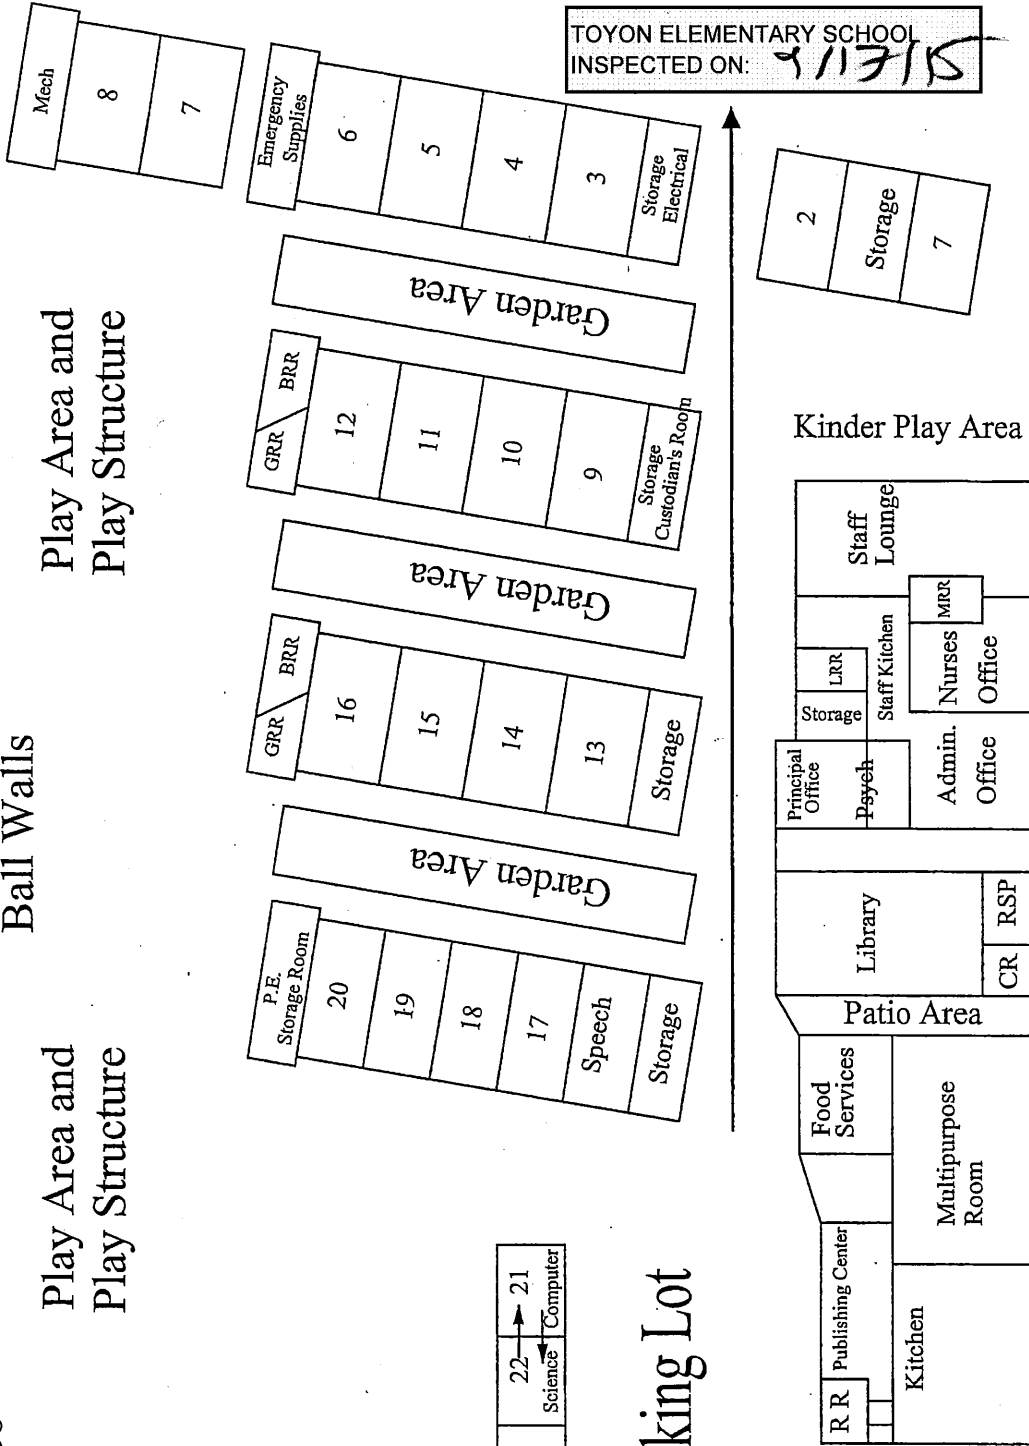 TOYON ELEMENTARY SCHOOL
INSPECTED ON:
Mech
8
7
Emergency
Supplies
6
5
4
3
Storage
Electrical
2
Storage
7
Garden Area
Play Area and
Play Structure
GRR
BRR
12
11
10
9
Storage
Custodian's Room
Kinder Play Area
Garden Area
Ball Walls
GRR
BRR
16
15
14
13
Storage
Staff
Lounge
MRR
LRR
Storage
Staff Kitchen
Nurses
Office
Principal
Office
Psych
Admin.
Office
Garden Area
P.E.
Storage Room
20
19
18
17
Speech
Storage
Library
RSP
CR
Patio Area
Play Area and
Play Structure
Food
Services
Multipurpose
Room
22
21
Science
Computer
king Lot
Publishing Center
R R
Kitchen